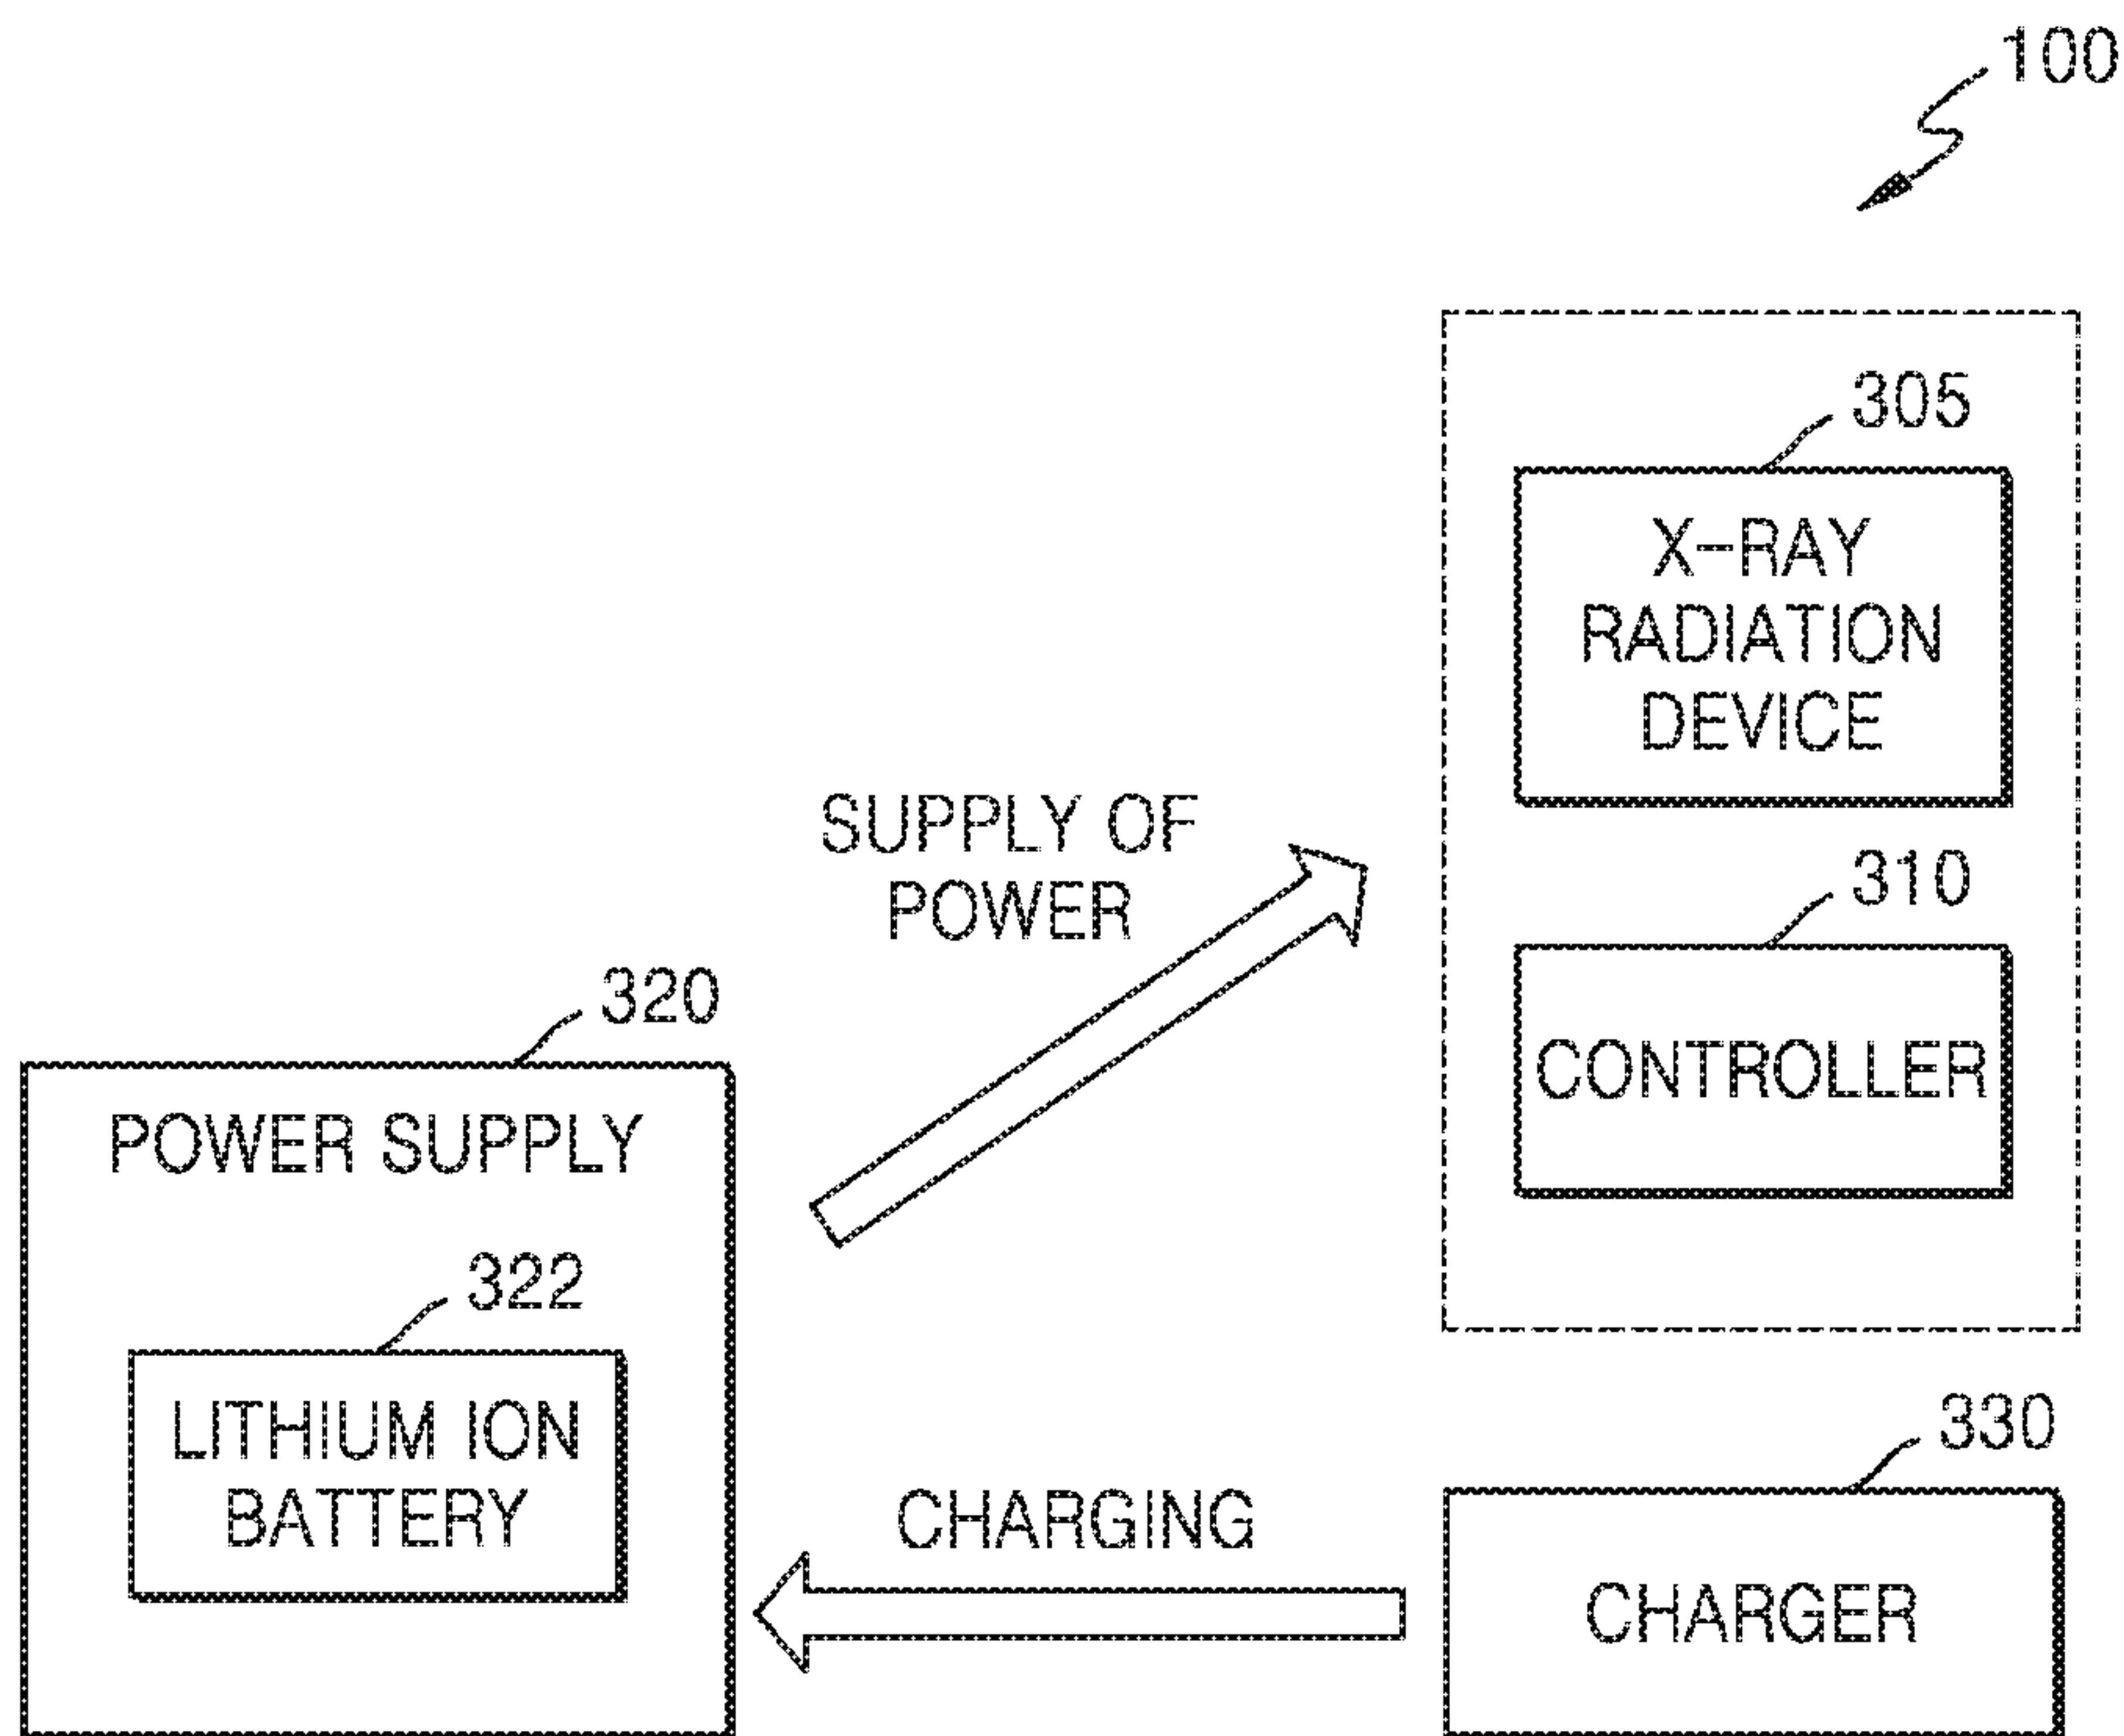 100
305
X-RAY
RADIATION
DEVICE
SUPPLY OF
POWER
310
CONTROLLER
320
POWER SUPPLY
322
LITHIUM ION
BATTERY
CHARGING
330
CHARGER